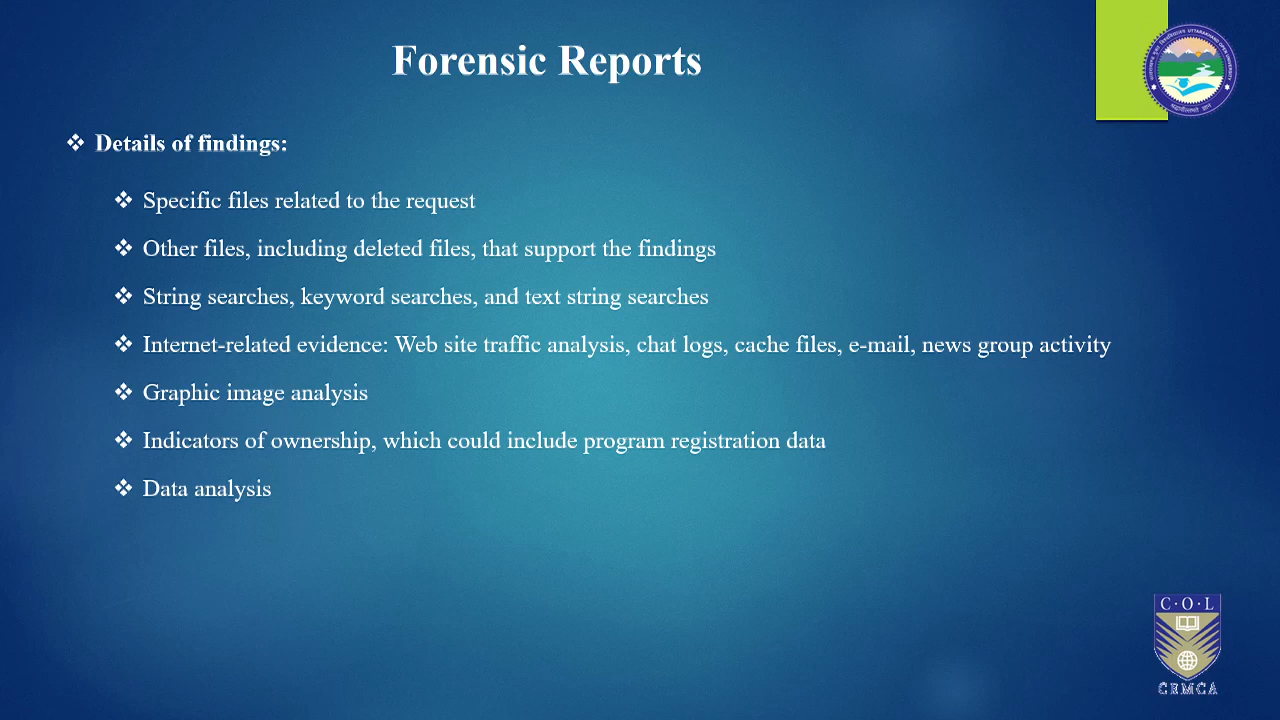 Forensic Reports
❖ Details of findings:
❖ Specific files related to the request
❖ Other files, including deleted files, that support the findings
❖ String searches, keyword searches, and text string searches
❖ Internet-related evidence: Web site traffic analysis, chat logs, cache files, e-mail, news group activity
❖ Graphic image analysis
❖ Indicators of ownership, which could include program registration data
❖ Data analysis
UTTARAKHAND OPEN UNIVERSITY
C·O·L
CEMCA